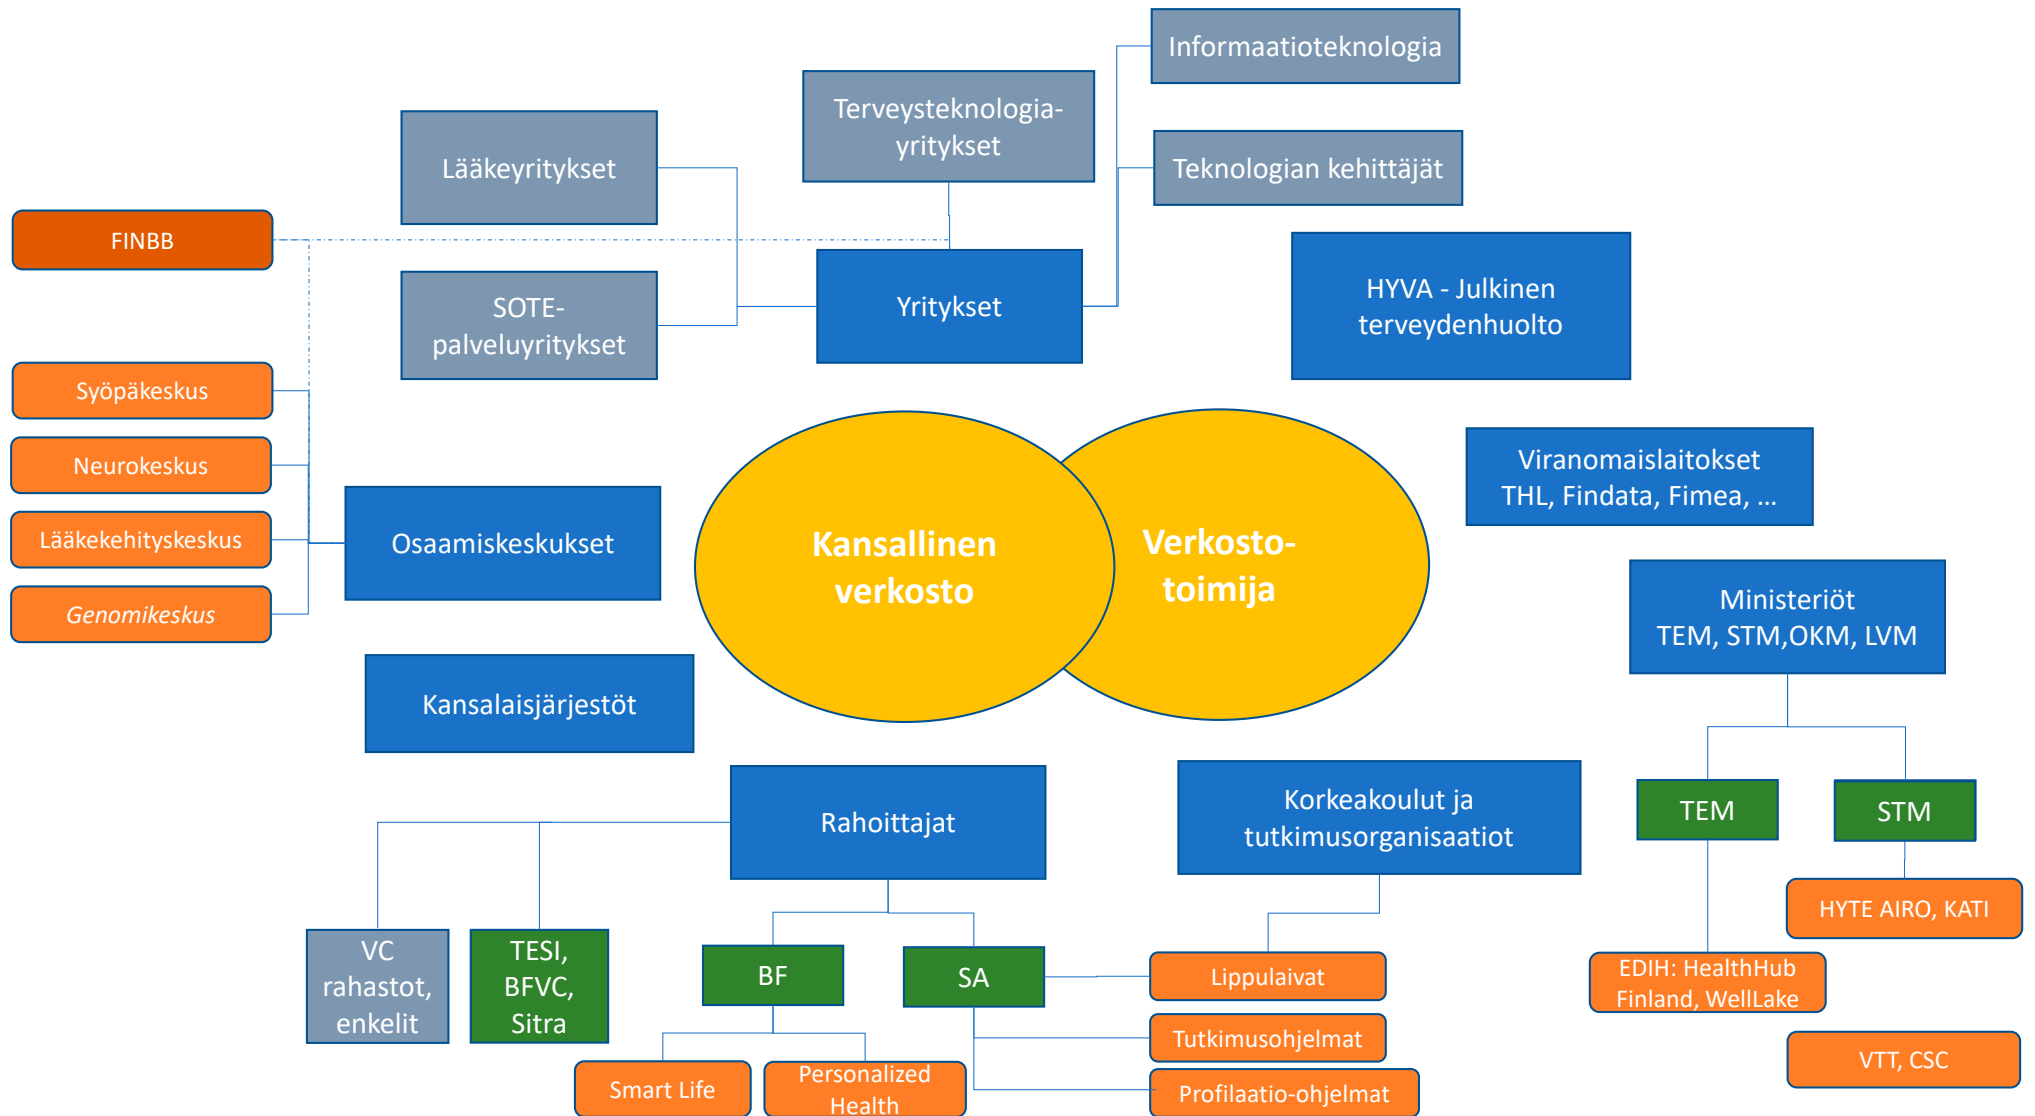 Informaatioteknologia
Terveysteknologia-
yritykset
Lääkeyritykset
Teknologian kehittäjät
FINBB
SOTE-
palveluyritykset
Yritykset
HYVA - Julkinen
terveydenhuolto
Syöpäkeskus
Neurokeskus
Lääkekehityskeskus
Genomikeskus
Osaamiskeskukset
Kansallinen
verkosto
Verkosto-
toimija
Viranomaislaitokset
THL, Findata, Fimea, ...
Ministeriöt
TEM, STM,OKM, LVM
Kansalaisjärjestöt
Rahoittajat
Korkeakoulut ja
tutkimusorganisaatiot
TEM
STM
HYTE AIRO, KATI
VC
rahastot,
enkelit
TESI,
BFVC,
Sitra
BF
SA
Lippulaivat
EDIH: HealthHub
Finland, WellLake
Tutkimusohjelmat
VTT, CSC
Smart Life
Personalized
Health
Profilaatio-ohjelmat